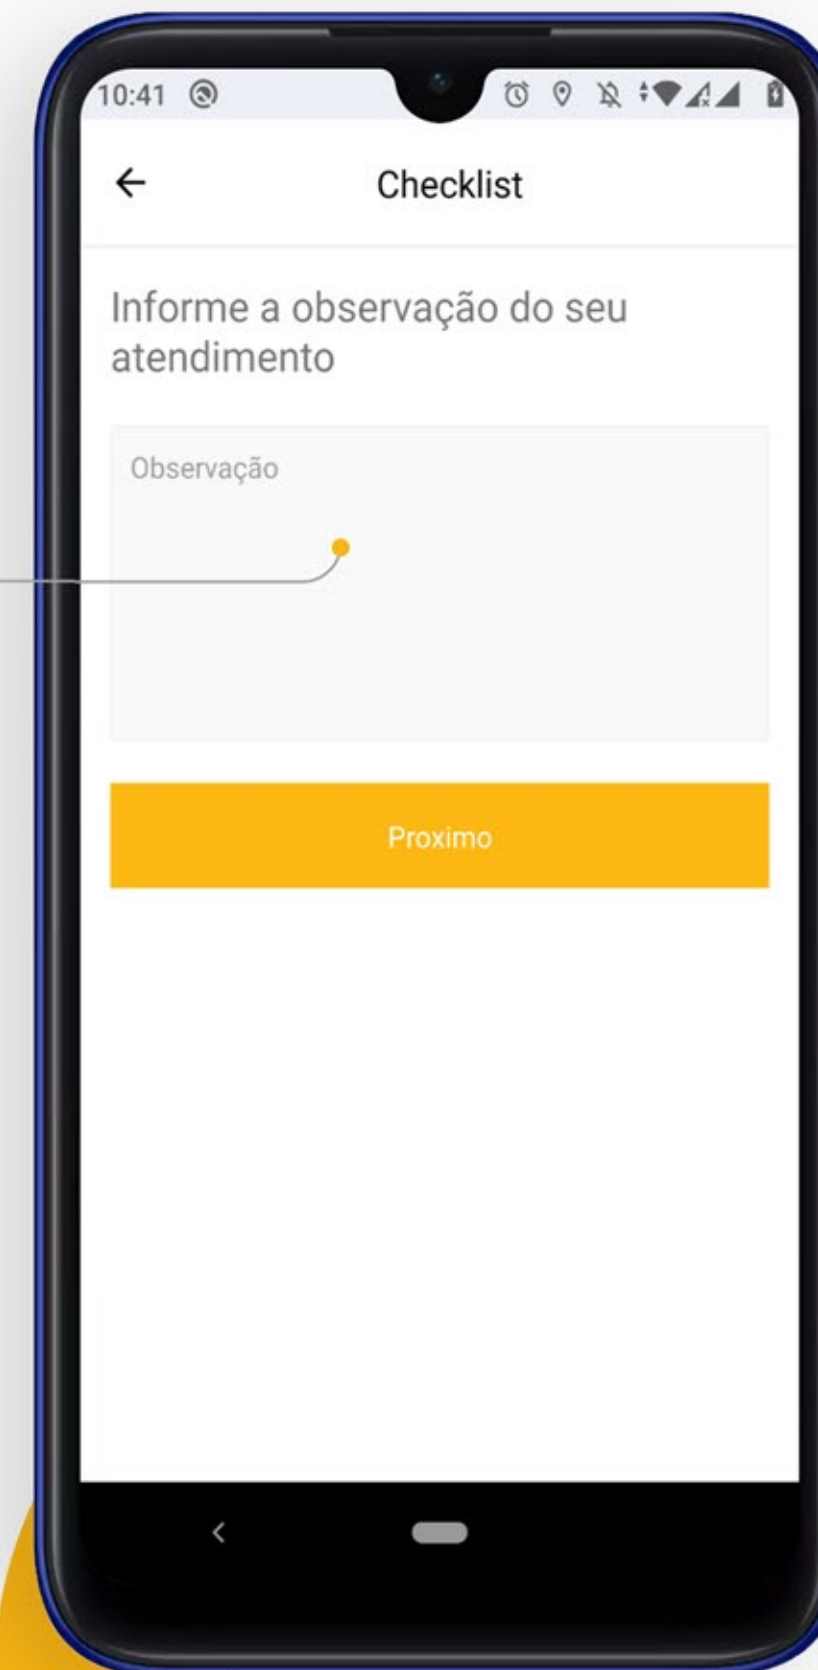 10:41
Checklist
Informe a observação do seu
atendimento
Observação
Proximo